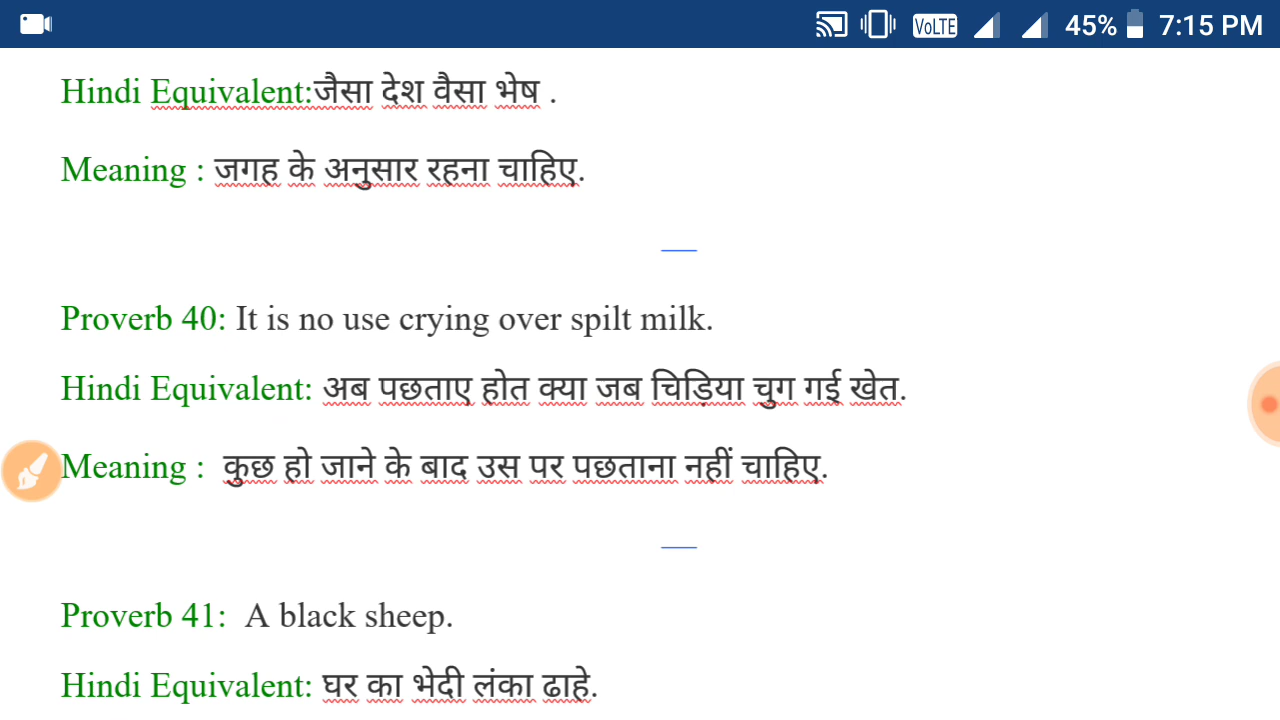 VoLTE 45% 7:15 PM
Hindi Equivalent:जैसा देश वैसा भेष .
Meaning : जगह के अनुसार रहना चाहिए.
Proverb 40: It is no use crying over spilt milk.
Hindi Equivalent: अब पछताए होत क्या जब चिड़िया चुग गई खेत.
Meaning : कुछ हो जाने के बाद उस पर पछताना नहीं चाहिए.
Proverb 41: A black sheep.
Hindi Equivalent: घर का भेदी लंका ढाहे.